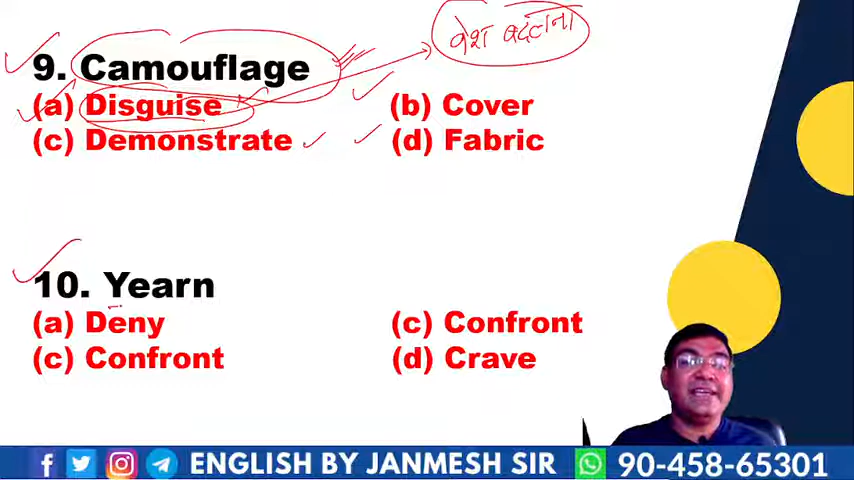 वेश बदलना
9. Camouflage
(a) Disguise (b) Cover
(c) Demonstrate (d) Fabric
10. Yearn
(a) Deny (c) Confront
(c) Confront (d) Crave
ENGLISH BY JANMESH SIR 90-458-65301